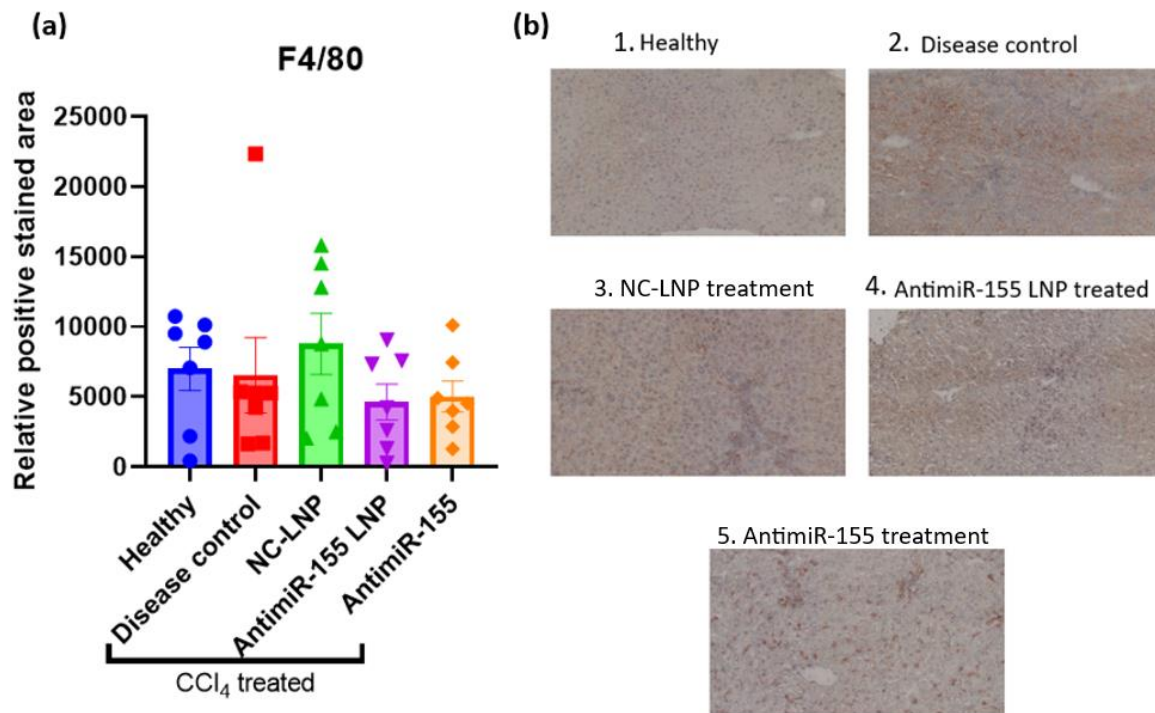 (a)
F4/80
Relative positive stained area
25000
20000
15000
10000
5000
0
Healthy
Disease control
NC-LNP
AntimiR-155 LNP
AntimiR-155
CCl₄ treated
(b)
1. Healthy
2. Disease control
3. NC-LNP treatment
4. AntimiR-155 LNP treated
5. AntimiR-155 treatment